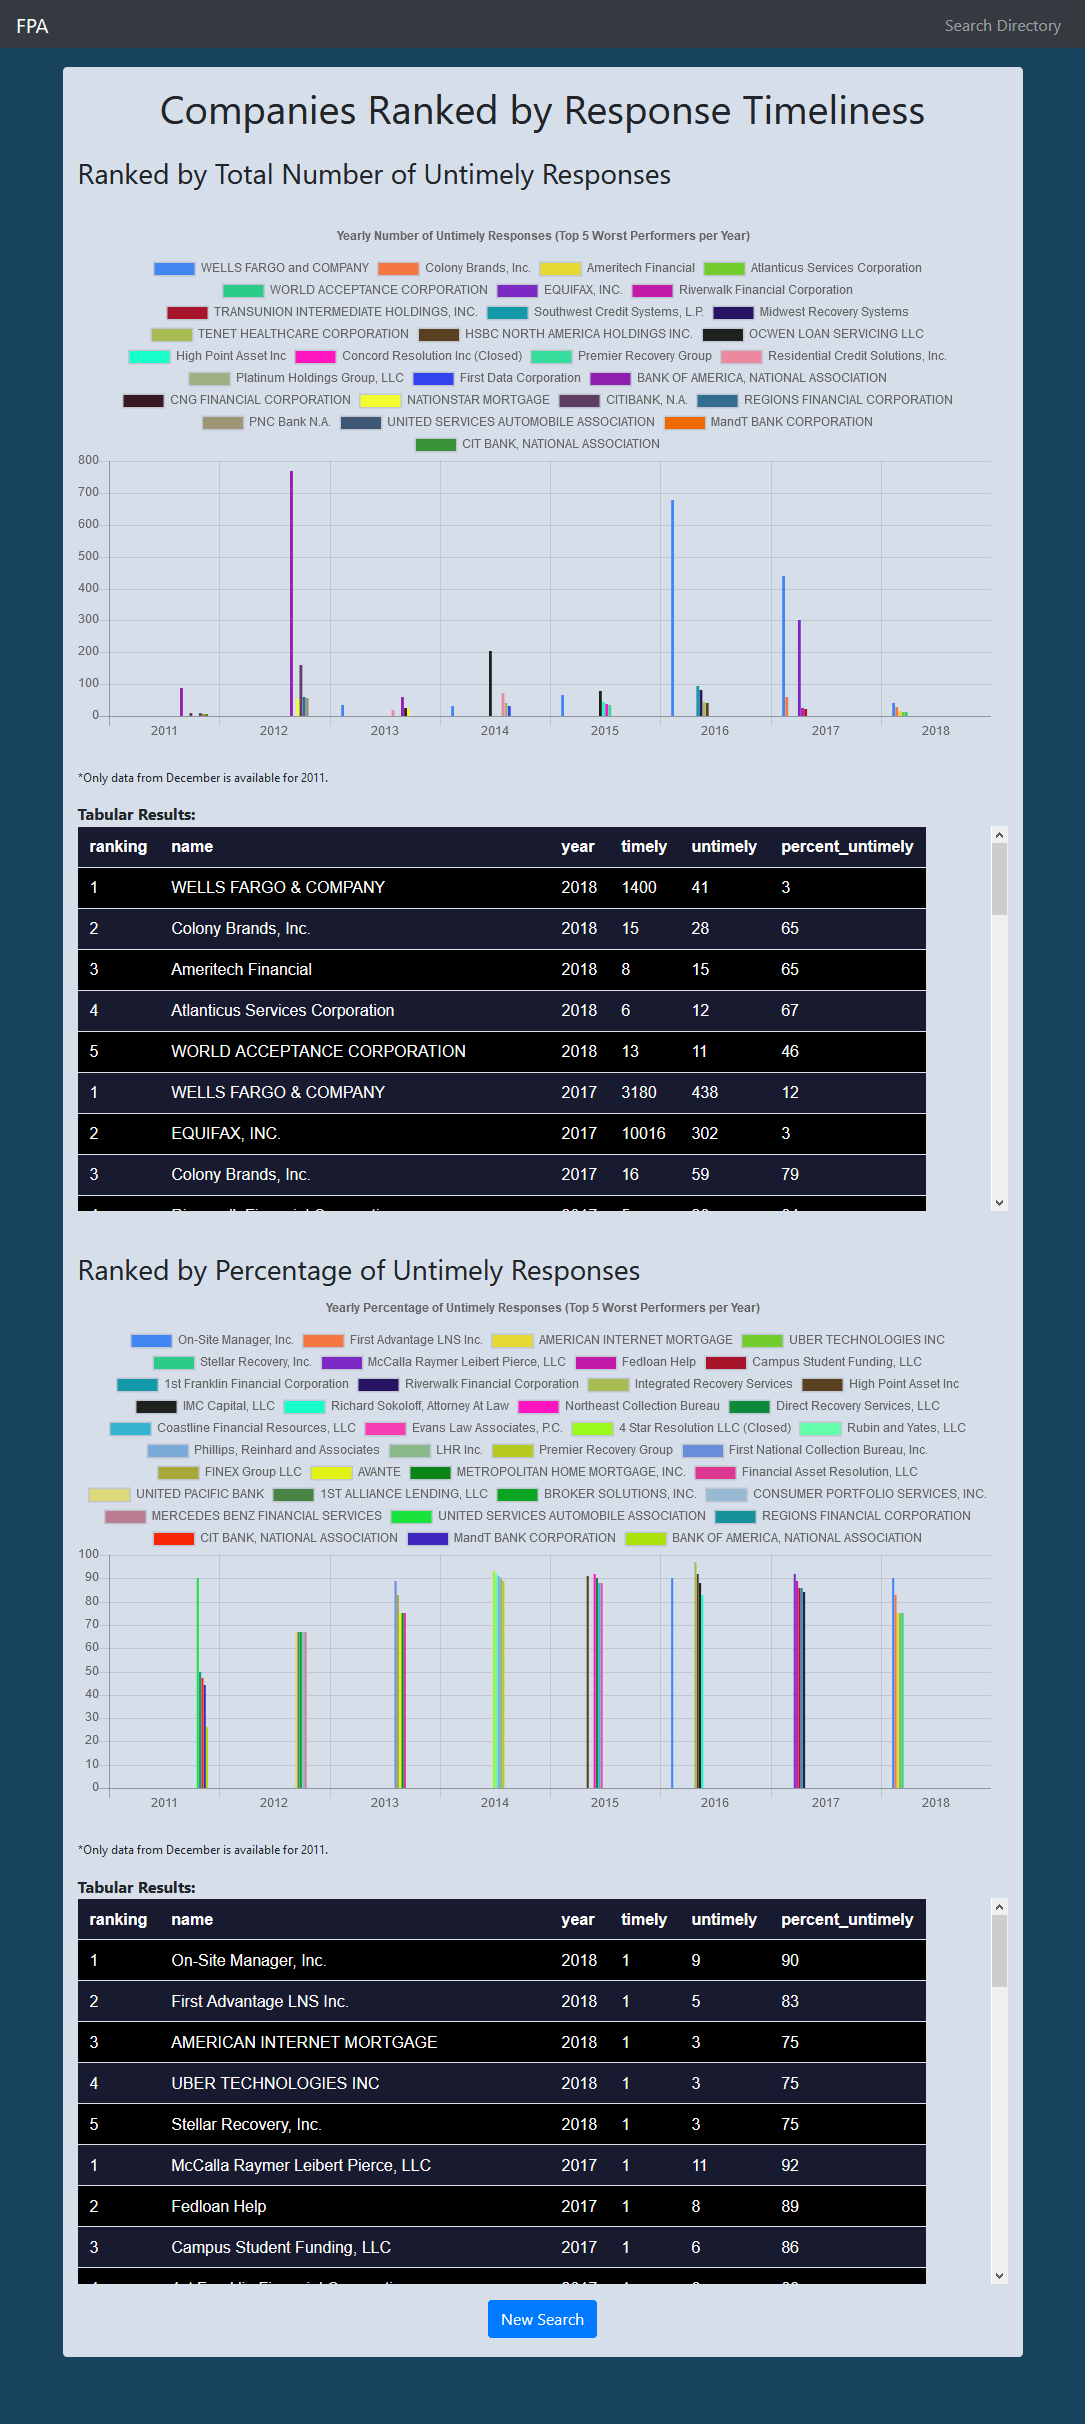 FPA
Search Directory
Companies Ranked by Response Timeliness
Ranked by Total Number of Untimely Responses
Yearly Number of Untimely Responses (Top 5 Worst Performers per Year)
WELLS FARGO and COMPANY Colony Brands, Inc. Ameritech Financial Atlanticus Services Corporation
WORLD ACCEPTANCE CORPORATION EQUIFAX, INC. Riverwalk Financial Corporation
TRANSUNION INTERMEDIATE HOLDINGS, INC. Southwest Credit Systems, L.P. Midwest Recovery Systems
TENET HEALTHCARE CORPORATION HSBC NORTH AMERICA HOLDINGS INC. OCWEN LOAN SERVICING LLC
High Point Asset Inc Concord Resolution Inc (Closed) Premier Recovery Group Residential Credit Solutions, Inc.
Platinum Holdings Group, LLC First Data Corporation BANK OF AMERICA, NATIONAL ASSOCIATION
CNG FINANCIAL CORPORATION NATIONSTAR MORTGAGE CITIBANK, N.A. REGIONS FINANCIAL CORPORATION
PNC Bank N.A. UNITED SERVICES AUTOMOBILE ASSOCIATION MandT BANK CORPORATION
CIT BANK, NATIONAL ASSOCIATION
800
700
600
500
400
300
200
100
0
2011 2012 2013 2014 2015 2016 2017 2018
*Only data from December is available for 2011.
Tabular Results:
ranking name year timely untimely percent_untimely
1 WELLS FARGO & COMPANY 2018 1400 41 3
2 Colony Brands, Inc. 2018 15 28 65
3 Ameritech Financial 2018 8 15 65
4 Atlanticus Services Corporation 2018 6 12 67
5 WORLD ACCEPTANCE CORPORATION 2018 13 11 46
1 WELLS FARGO & COMPANY 2017 3180 438 12
2 EQUIFAX, INC. 2017 10016 302 3
3 Colony Brands, Inc. 2017 16 59 79
Ranked by Percentage of Untimely Responses
Yearly Percentage of Untimely Responses (Top 5 Worst Performers per Year)
On-Site Manager, Inc. First Advantage LNS Inc. AMERICAN INTERNET MORTGAGE UBER TECHNOLOGIES INC
Stellar Recovery, Inc. McCalla Raymer Leibert Pierce, LLC Fedloan Help Campus Student Funding, LLC
1st Franklin Financial Corporation Riverwalk Financial Corporation Integrated Recovery Services High Point Asset Inc
IMC Capital, LLC Richard Sokoloff, Attorney At Law Northeast Collection Bureau Direct Recovery Services, LLC
Coastline Financial Resources, LLC Evans Law Associates, P.C. 4 Star Resolution LLC (Closed) Rubin and Yates, LLC
Phillips, Reinhard and Associates LHR Inc. Premier Recovery Group First National Collection Bureau, Inc.
FINEX Group LLC AVANTE METROPOLITAN HOME MORTGAGE, INC. Financial Asset Resolution, LLC
UNITED PACIFIC BANK 1ST ALLIANCE LENDING, LLC BROKER SOLUTIONS, INC. CONSUMER PORTFOLIO SERVICES, INC.
MERCEDES BENZ FINANCIAL SERVICES UNITED SERVICES AUTOMOBILE ASSOCIATION REGIONS FINANCIAL CORPORATION
CIT BANK, NATIONAL ASSOCIATION MandT BANK CORPORATION BANK OF AMERICA, NATIONAL ASSOCIATION
100
90
80
70
60
50
40
30
20
10
0
2011 2012 2013 2014 2015 2016 2017 2018
*Only data from December is available for 2011.
Tabular Results:
ranking name year timely untimely percent_untimely
1 On-Site Manager, Inc. 2018 1 9 90
2 First Advantage LNS Inc. 2018 1 5 83
3 AMERICAN INTERNET MORTGAGE 2018 1 3 75
4 UBER TECHNOLOGIES INC 2018 1 3 75
5 Stellar Recovery, Inc. 2018 1 3 75
1 McCalla Raymer Leibert Pierce, LLC 2017 1 11 92
2 Fedloan Help 2017 1 8 89
3 Campus Student Funding, LLC 2017 1 6 86
New Search